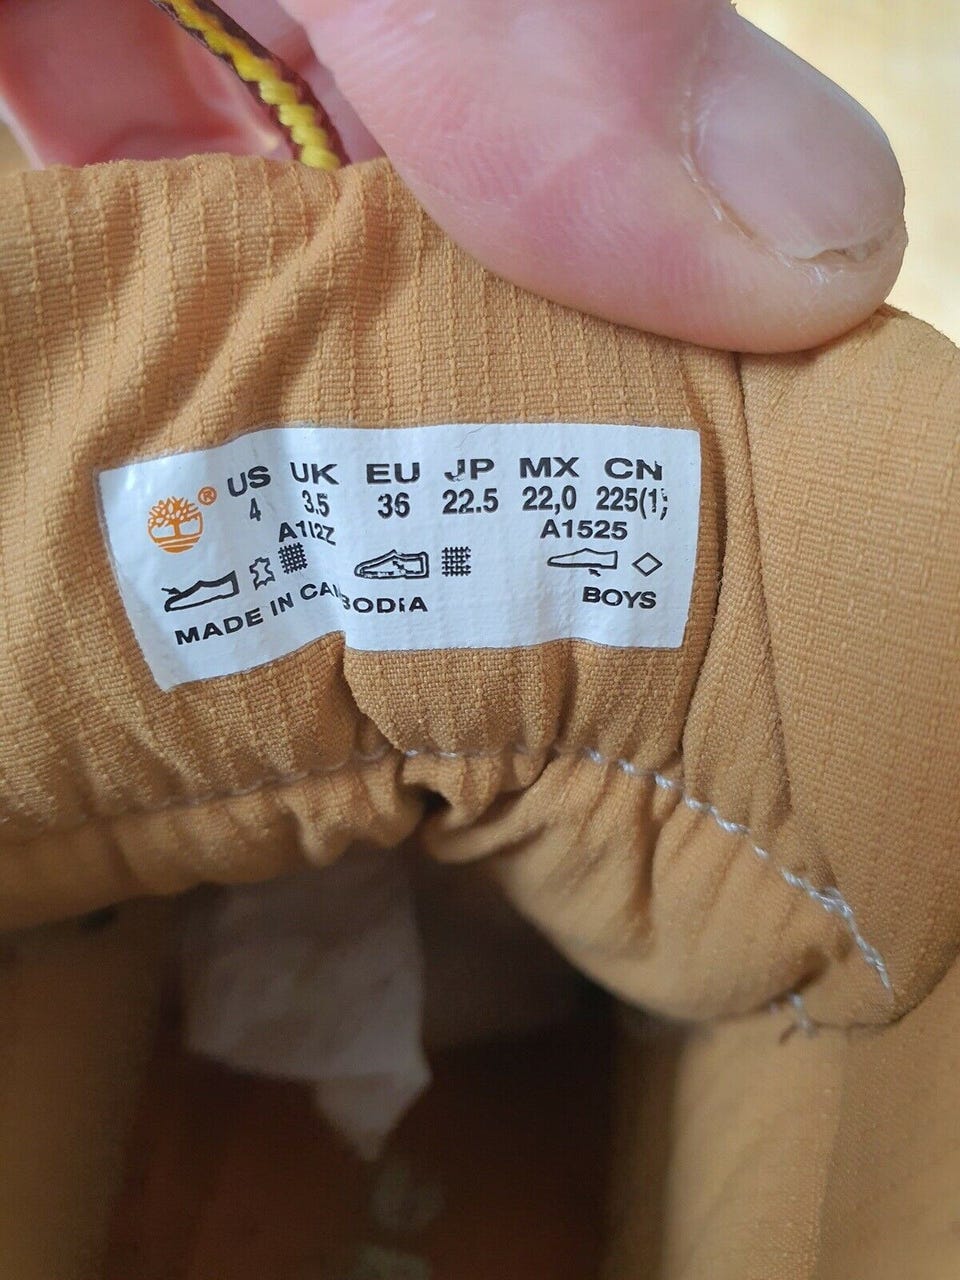 ® US UK EU JP MX CN
4 3.5 36 22.5 22,0 225(1)
A1525
MADE IN CAMBODIA BOYS